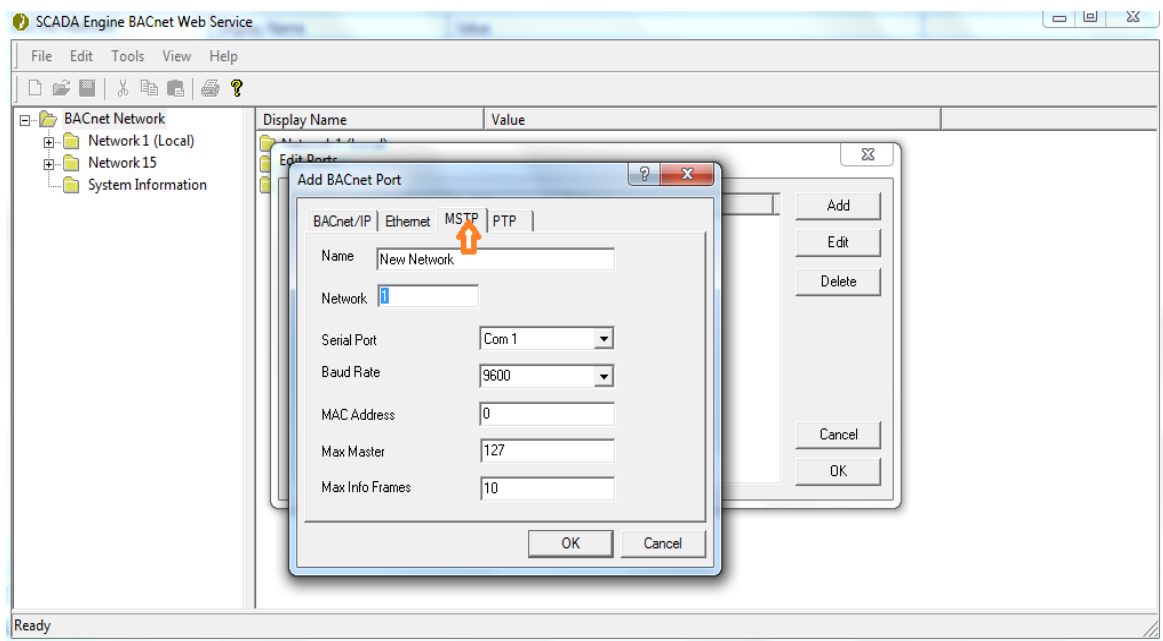 SCADA Engine BACnet Web Service
File Edit Tools View Help
BACnet Network
Network 1 (Local)
Network 15
System Information
Display Name Value
Network 1 (Local)
Edit Ports
Add
Edit
Delete
Cancel
OK
Add BACnet Port
BACnet/IP Ethernet MSTP PTP
Name New Network
Network 1
Serial Port Com 1
Baud Rate 9600
MAC Address 0
Max Master 127
Max Info Frames 10
OK Cancel
Ready